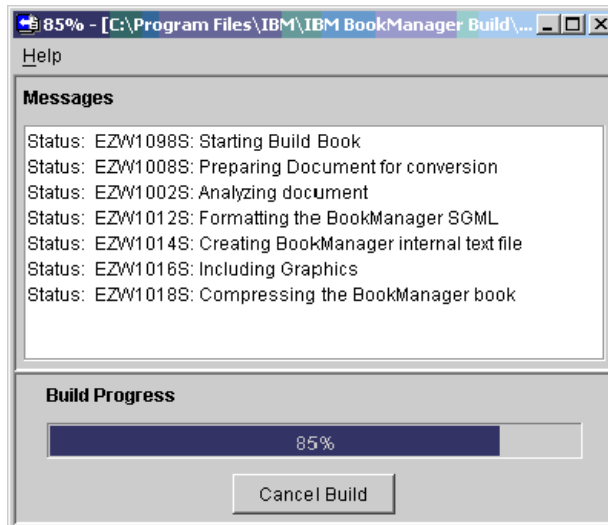 85% - [C:\Program Files\IBM\IBM BookManager Build\...
Help
Messages
Status: EZW1098S: Starting Build Book
Status: EZW1008S: Preparing Document for conversion
Status: EZW1002S: Analyzing document
Status: EZW1012S: Formatting the BookManager SGML
Status: EZW1014S: Creating BookManager internal text file
Status: EZW1016S: Including Graphics
Status: EZW1018S: Compressing the BookManager book
Build Progress
85%
Cancel Build